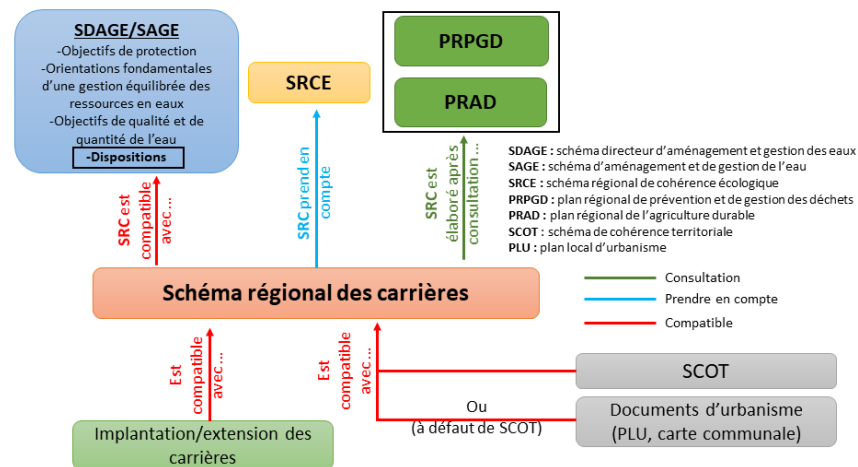 SDAGE/SAGE
-Objectifs de protection
-Orientations fondamentales
d'une gestion équilibrée des
ressources en eaux
-Objectifs de qualité et de
quantité de l'eau
-Dispositions
SRCE
PRPGD
PRAD
SDAGE : schéma directeur d'aménagement et gestion des eaux
SAGE : schéma d'aménagement et de gestion de l'eau
SRCE : schéma régional de cohérence écologique
PRPGD : plan régional de prévention et de gestion des déchets
PRAD : plan régional de l'agriculture durable
SCOT : schéma de cohérence territoriale
PLU : plan local d'urbanisme
SRC est
compatible
avec ...
SRC prend en
compte
SRC est
élaboré après
consultation...
Schéma régional des carrières
Consultation
Prendre en compte
Compatible
Est
compatible
avec ...
Est
compatible
avec ...
SCOT
Ou
(à défaut de SCOT)
Documents d'urbanisme
(PLU, carte communale)
Implantation/extension des
carrières